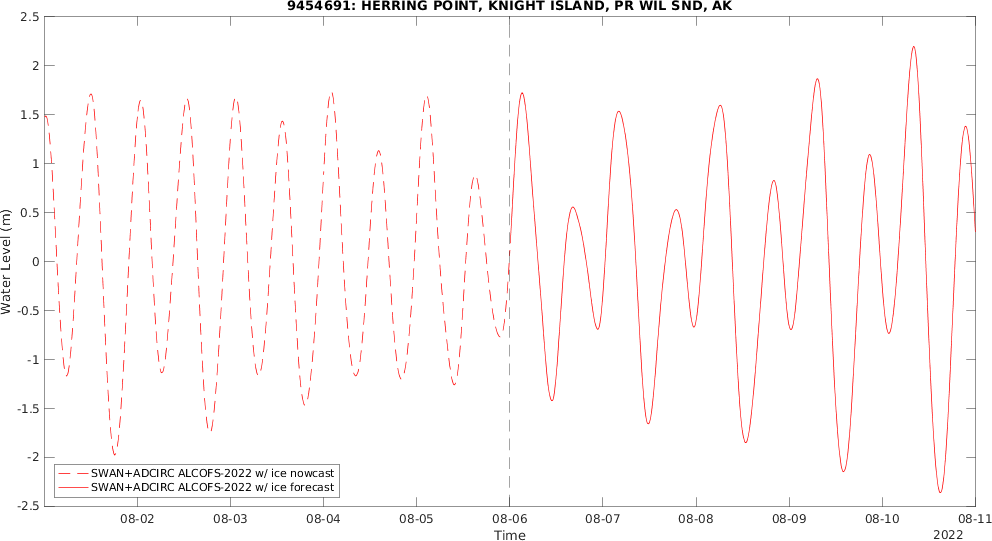 9454691: HERRING POINT, KNIGHT ISLAND, PR WIL SND, AK
2.5
2
1.5
1
0.5
0
-0.5
-1
-1.5
-2
-2.5
Water Level (m)
SWAN+ADCIRC ALCOFS-2022 w/ ice nowcast
SWAN+ADCIRC ALCOFS-2022 w/ ice forecast
08-02 08-03 08-04 08-05 08-06 08-07 08-08 08-09 08-10 08-11
Time
2022